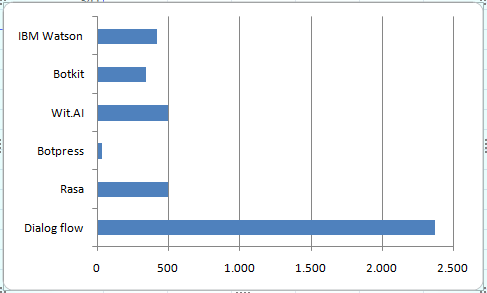 IBM Watson
Botkit
Wit.AI
Botpress
Rasa
Dialog flow
0 500 1.000 1.500 2.000 2.500